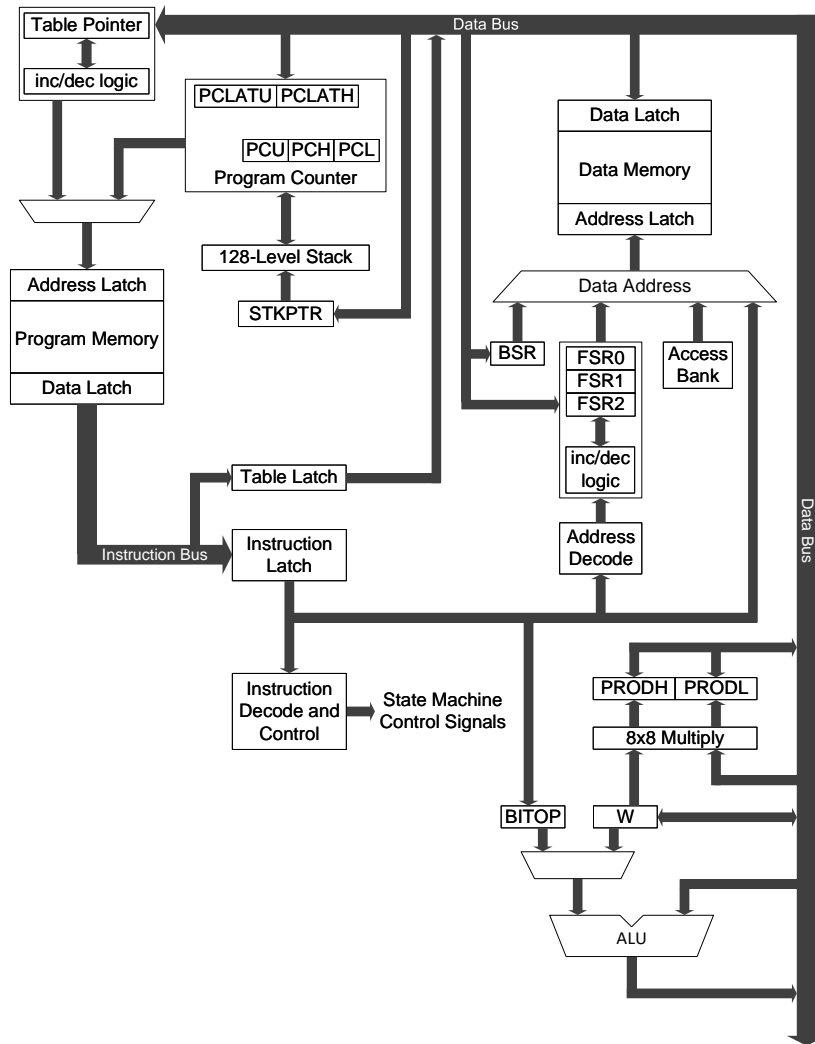 Data Bus
Table Pointer
inc/dec logic
PCLATU PCLATH
PCU PCH PCL
Program Counter
128-Level Stack
STKPTR
Address Latch
Program Memory
Data Latch
Data Latch
Data Memory
Address Latch
Data Address
BSR
FSR0
FSR1
FSR2
inc/dec
logic
Access
Bank
Table Latch
Instruction Bus
Instruction
Latch
Address
Decode
Data Bus
Instruction
Decode and
Control
State Machine
Control Signals
PRODH PRODL
8x8 Multiply
BITOP
W
ALU